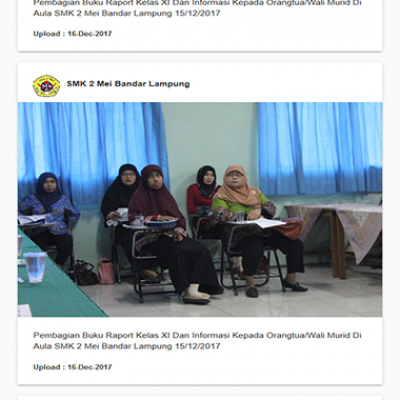 Pembagian Buku Raport Kelas XI Dan Informasi Kepada Orangtua/Wali Murid Di
Aula SMK 2 Mei Bandar Lampung 15/12/2017
Upload : 16-Dec-2017
SMK 2 Mei Bandar Lampung
Pembagian Buku Raport Kelas XI Dan Informasi Kepada Orangtua/Wali Murid Di
Aula SMK 2 Mei Bandar Lampung 15/12/2017
Upload : 16-Dec-2017